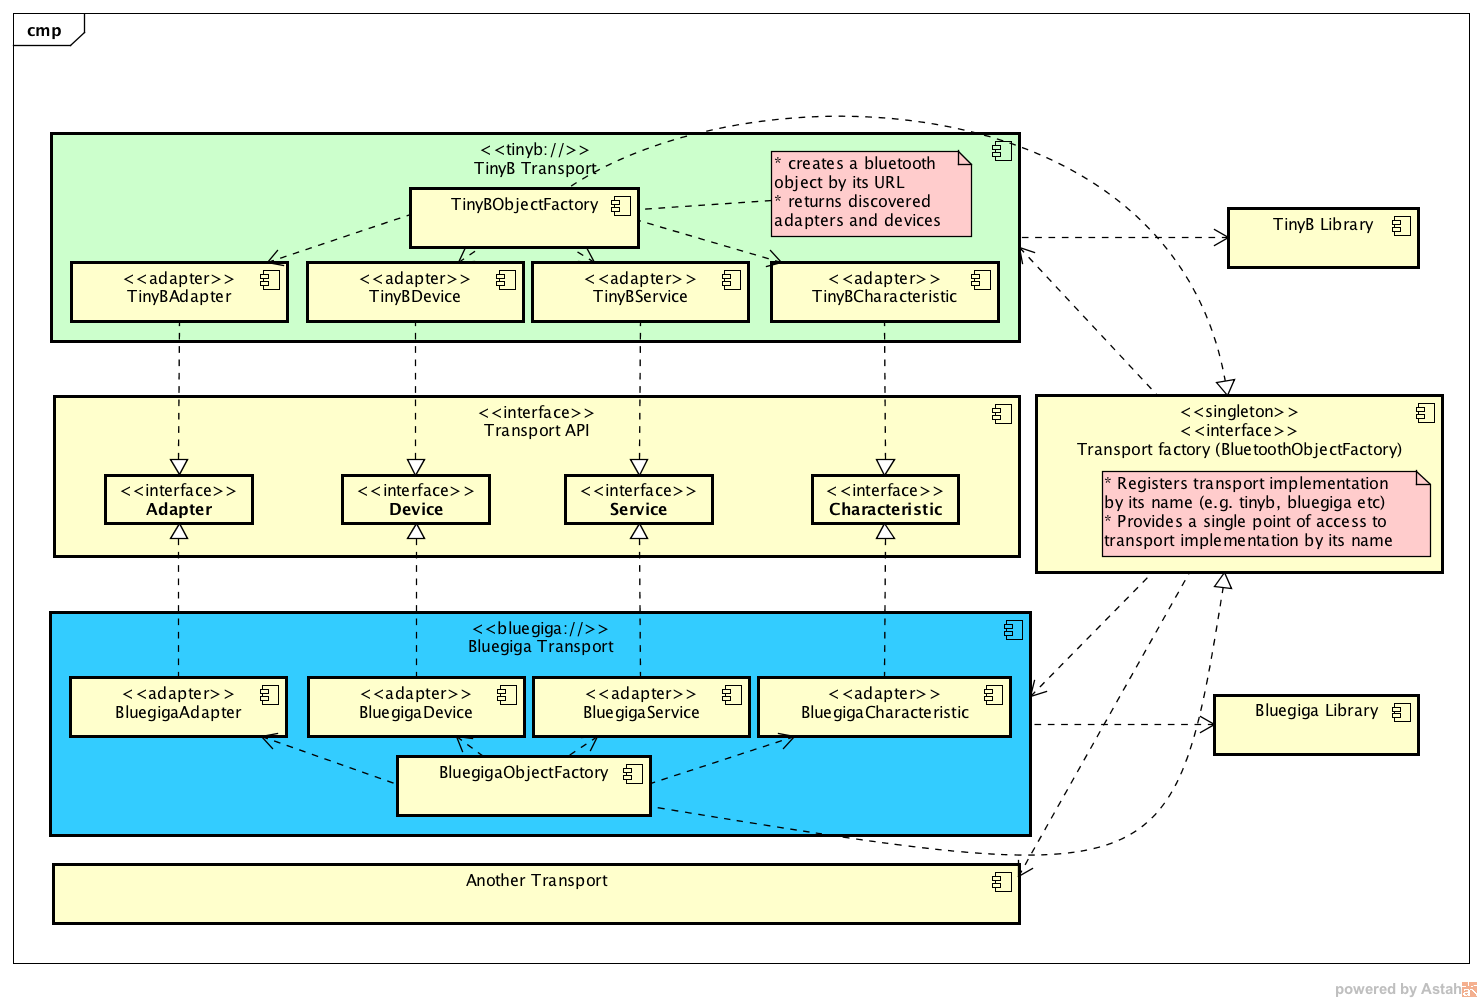 cmp
<<tinyb://>>
TinyB Transport
TinyBObjectFactory
* creates a bluetooth
object by its URL
* returns discovered
adapters and devices
TinyB Library
<<adapter>>
TinyBAdapter
<<adapter>>
TinyBDevice
<<adapter>>
TinyBService
<<adapter>>
TinyBCharacteristic
<<interface>>
Transport API
<<interface>>
Adapter
<<interface>>
Device
<<interface>>
Service
<<interface>>
Characteristic
<<singleton>>
<<interface>>
Transport factory (BluetoothObjectFactory)
* Registers transport implementation
by its name (e.g. tinyb, bluegiga etc)
* Provides a single point of access to
transport implementation by its name
<<bluegiga://>>
Bluegiga Transport
<<adapter>>
BluegigaAdapter
<<adapter>>
BluegigaDevice
<<adapter>>
BluegigaService
<<adapter>>
BluegigaCharacteristic
Bluegiga Library
BluegigaObjectFactory
Another Transport
powered by Astah